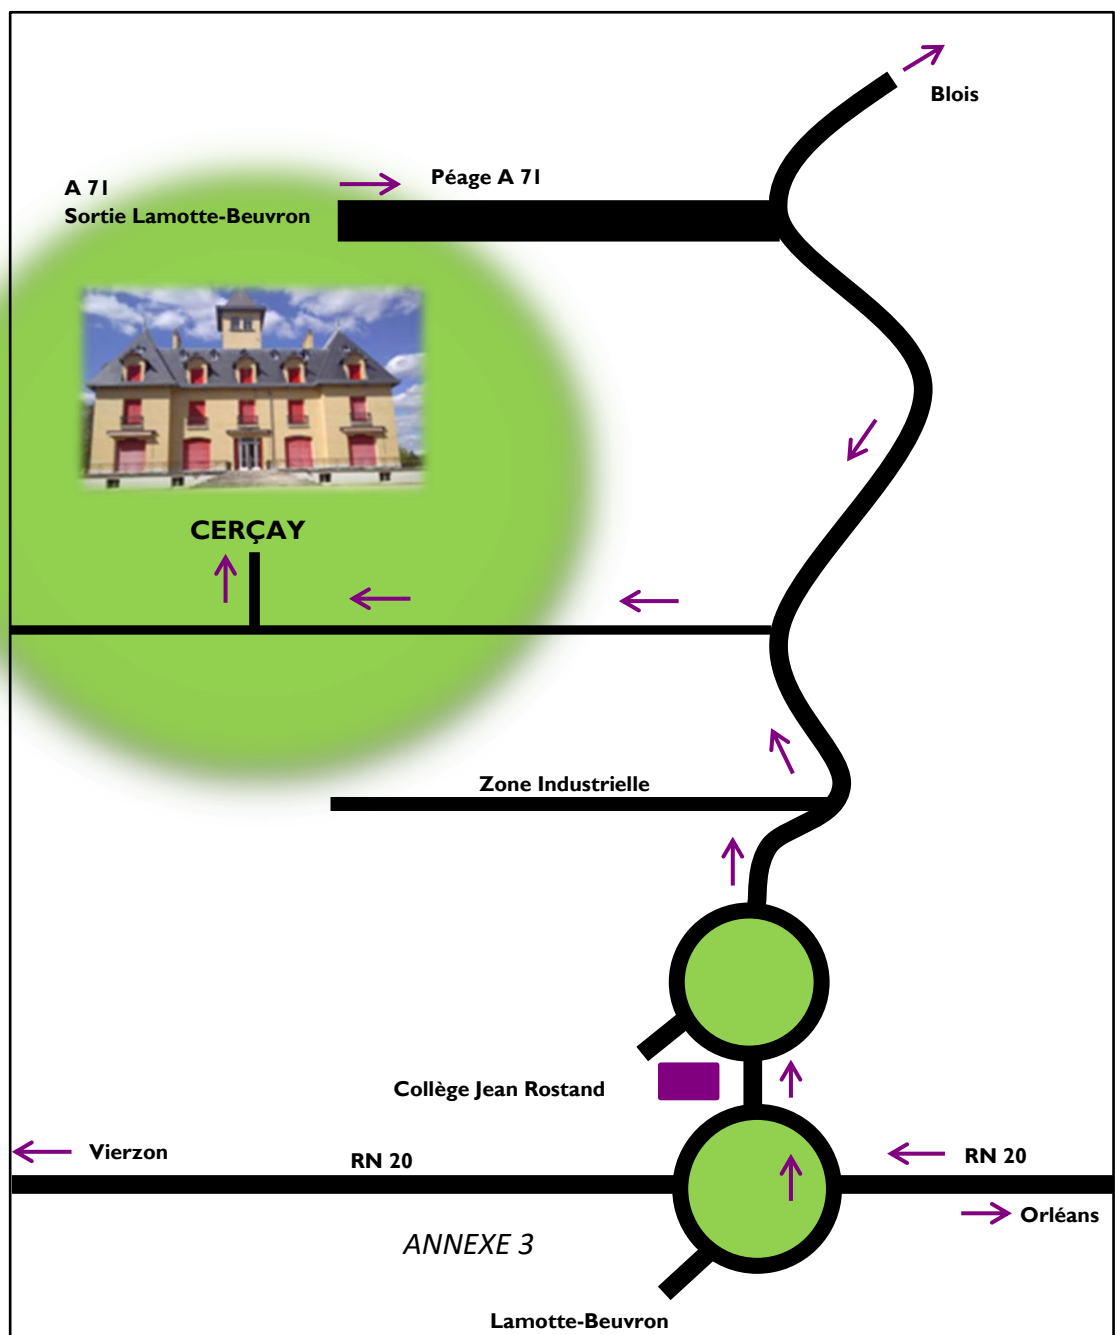 Blois
Péage A 71
A 71
Sortie Lamotte-Beuvron
CERÇAY
Zone Industrielle
Collège Jean Rostand
Vierzon
RN 20
RN 20
Orléans
ANNEXE 3
Lamotte-Beuvron